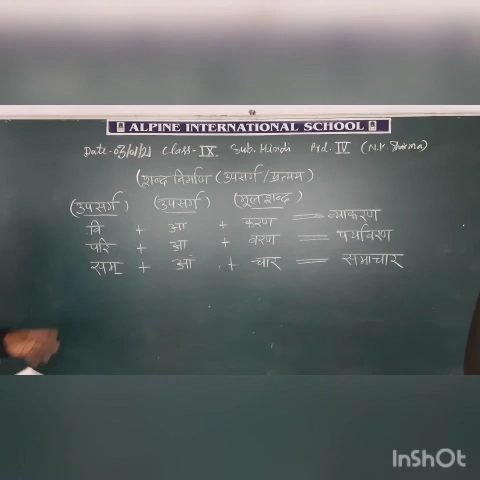 ALPINE INTERNATIONAL SCHOOL
Date-03/01/21 Class-IX Sub. Hindi Prd. IV (N.K. Sharma)
(शब्द निर्माण (उपसर्ग/प्रत्यय)
(उपसर्ग) (उपसर्ग) (मूल शब्द)
वि + आ + करण = व्याकरण
परि + आ + वरण = पर्यावरण
सम + आं + चार = समाचार
InShOt